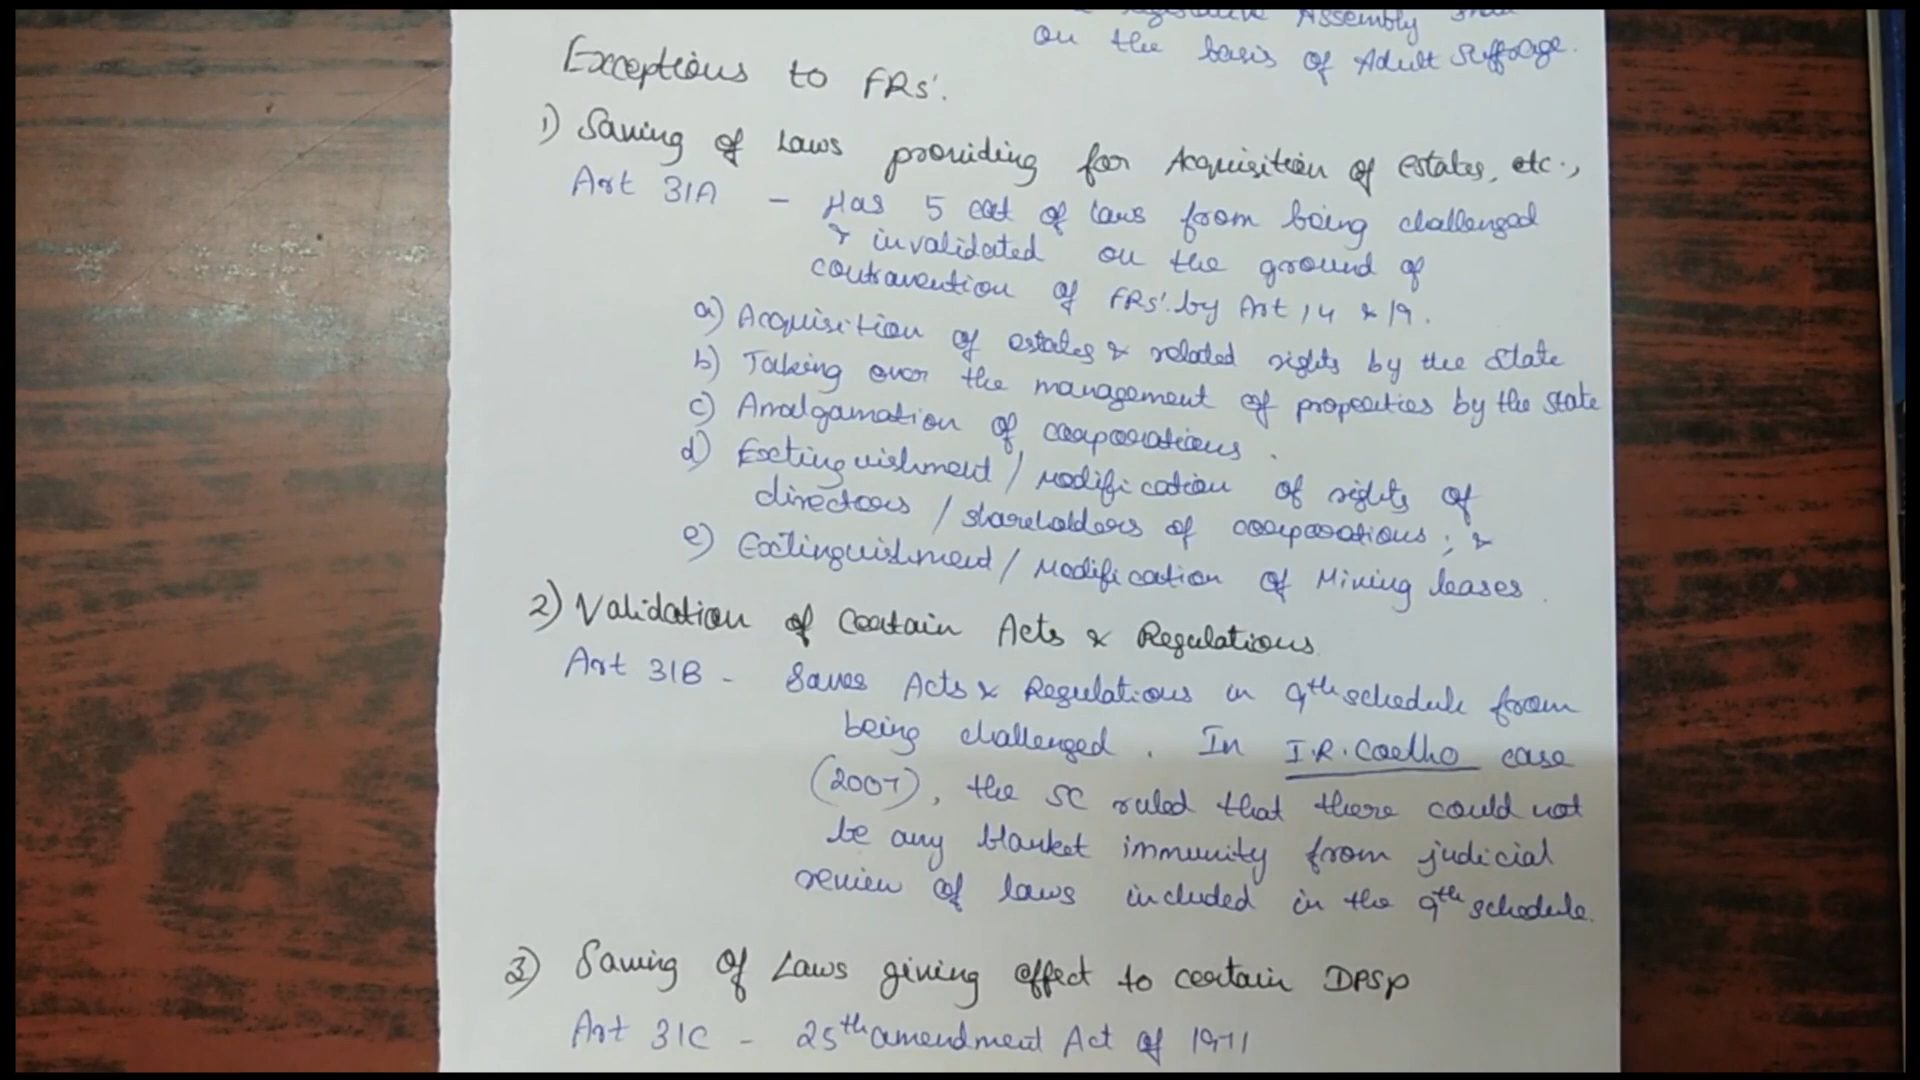 Legislative Assembly
on the basis of Adult Suffrage.
Exceptions to FRs'.
1) Saving of Laws providing for Acquisition of estates, etc.,
Art 31A - Has 5 cat of laws from being challenged
& invalidated on the ground of
contravention of FRs'. by Art 14 & 19.
a) Acquisition of estates & related rights by the State
b) Taking over the management of properties by the state
c) Amalgamation of corporations.
d) Extinguishment / modification of rights of
directors / shareholders of corporations; &
e) Extinguishment / Modification of Mining leases.
2) Validation of Certain Acts & Regulations
Art 31B - Saves Acts & Regulations in 9th schedule from
being challenged. In I.R. Coelho case
(2007), the SC ruled that there could not
be any blanket immunity from judicial
review of laws included in the 9th schedule.
3) Saving of Laws giving effect to certain DPSP
Art 31C - 25th amendment Act of 1971